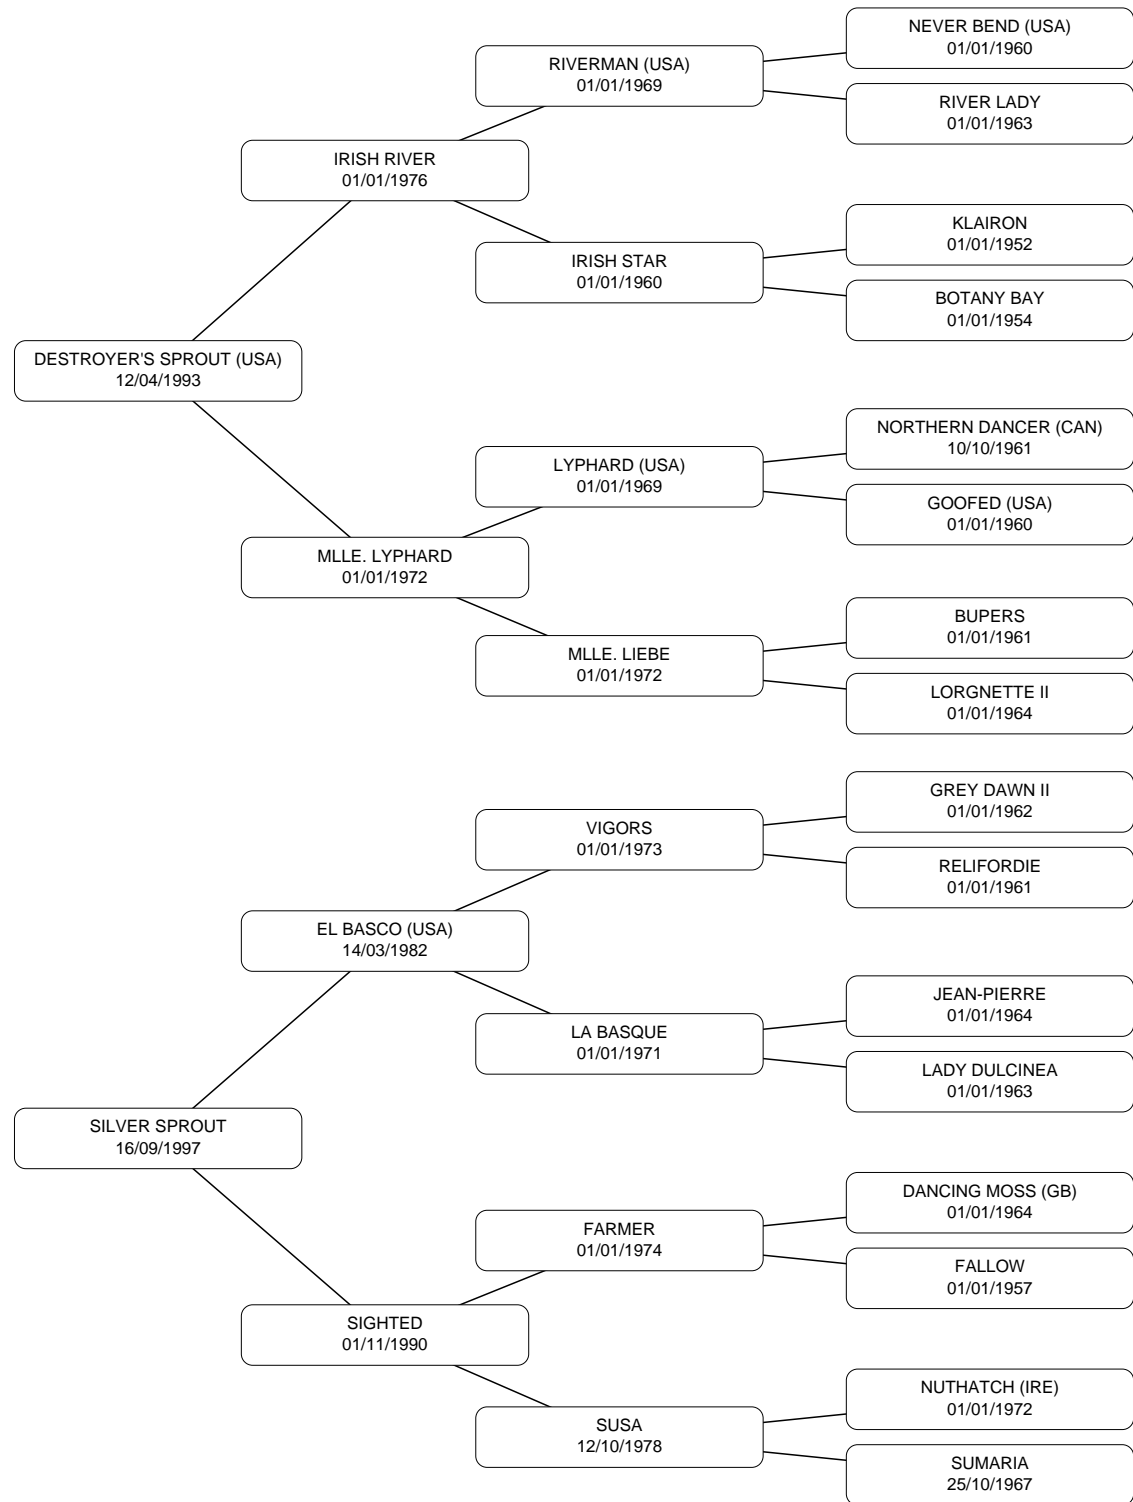 NEVER BEND (USA)
01/01/1960
RIVERMAN (USA)
01/01/1969
RIVER LADY
01/01/1963
IRISH RIVER
01/01/1976
KLAIRON
01/01/1952
IRISH STAR
01/01/1960
BOTANY BAY
01/01/1954
DESTROYER'S SPROUT (USA)
12/04/1993
NORTHERN DANCER (CAN)
10/10/1961
LYPHARD (USA)
01/01/1969
GOOFED (USA)
01/01/1960
MLLE. LYPHARD
01/01/1972
BUPERS
01/01/1961
MLLE. LIEBE
01/01/1972
LORGNETTE II
01/01/1964
GREY DAWN II
01/01/1962
VIGORS
01/01/1973
RELIFORDIE
01/01/1961
EL BASCO (USA)
14/03/1982
JEAN-PIERRE
01/01/1964
LA BASQUE
01/01/1971
LADY DULCINEA
01/01/1963
SILVER SPROUT
16/09/1997
DANCING MOSS (GB)
01/01/1964
FARMER
01/01/1974
FALLOW
01/01/1957
SIGHTED
01/11/1990
NUTHATCH (IRE)
01/01/1972
SUSA
12/10/1978
SUMARIA
25/10/1967